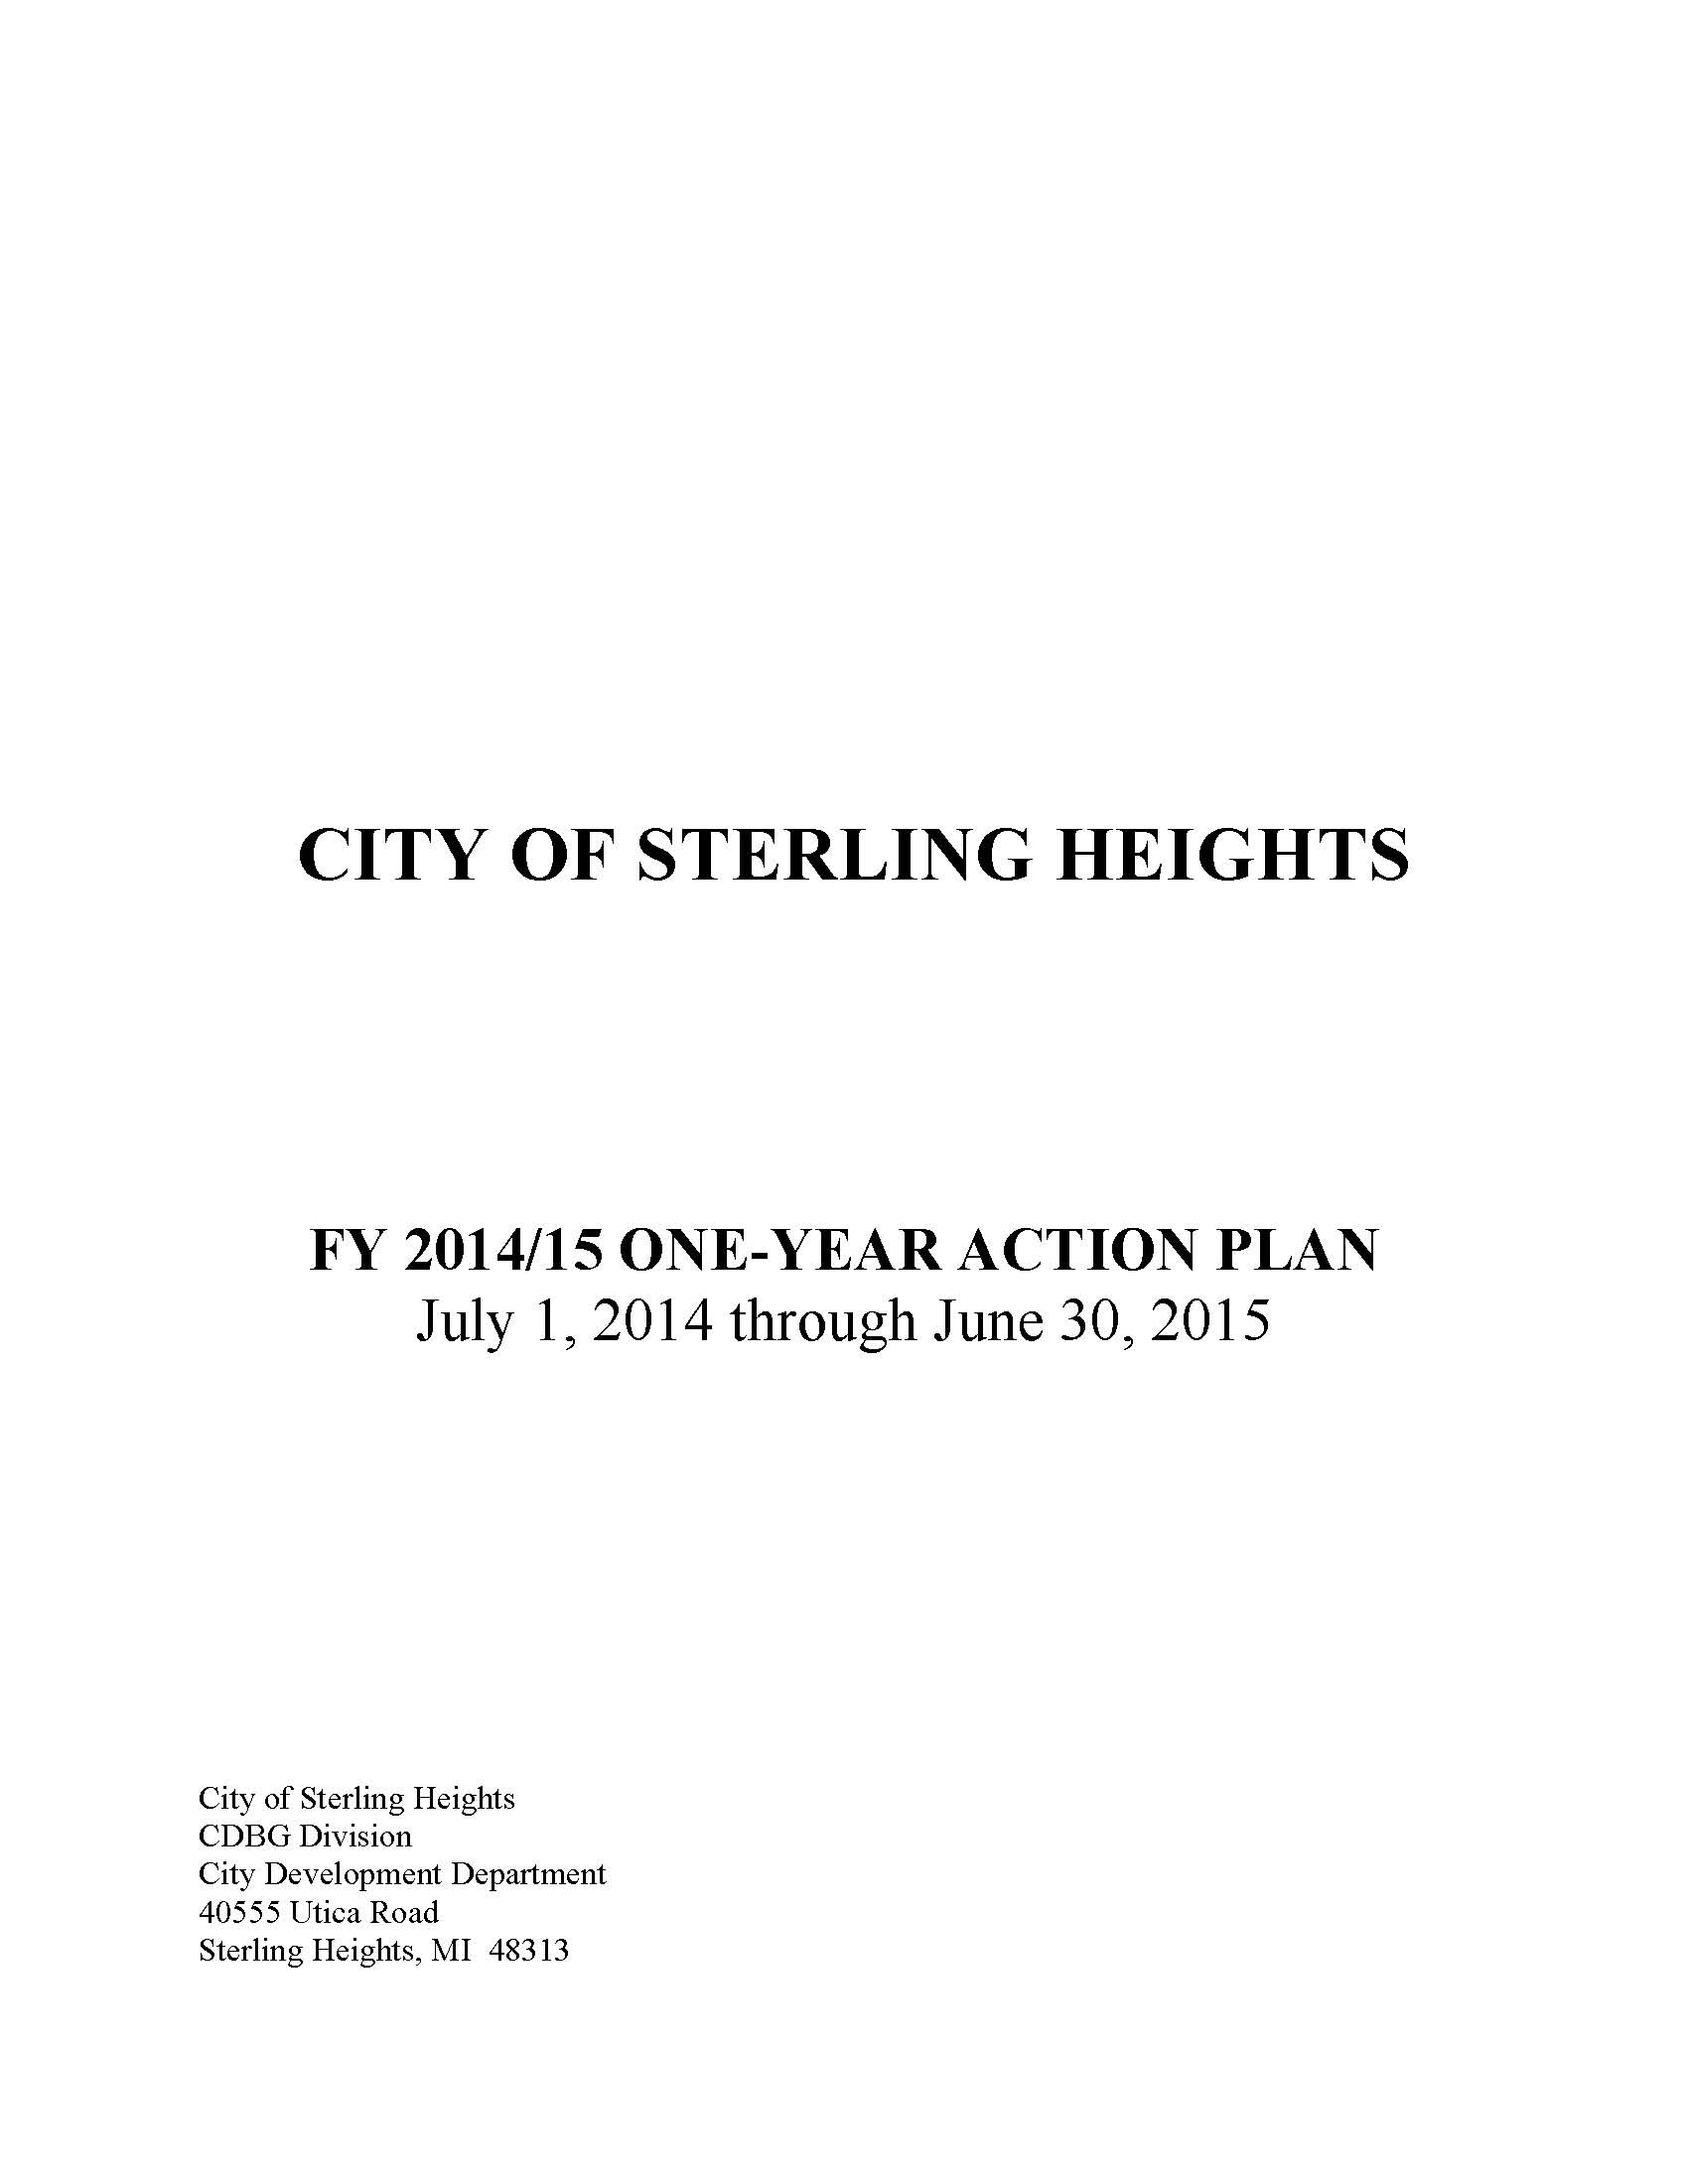 CITY OF STERLING HEIGHTS
FY 2014/15 ONE-YEAR ACTION PLAN
July 1, 2014 through June 30, 2015
City of Sterling Heights
CDBG Division
City Development Department
40555 Utica Road
Sterling Heights, MI  48313